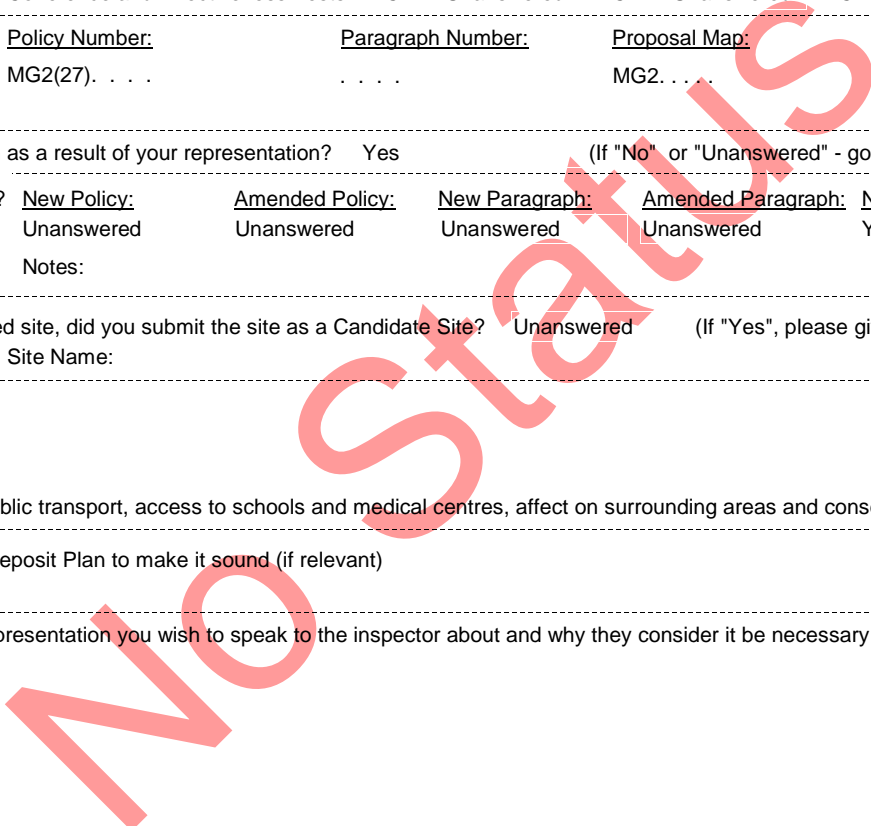 Policy Number: Paragraph Number: Proposal Map:
MG2(27). . . . . . . . MG2. . . . .
as a result of your representation? Yes (If "No" or "Unanswered" - go
? New Policy: Amended Policy: New Paragraph: Amended Paragraph: N
Unanswered Unanswered Unanswered Unanswered Y
Notes:
ed site, did you submit the site as a Candidate Site? Unanswered (If "Yes", please gi
Site Name:
blic transport, access to schools and medical centres, affect on surrounding areas and cons
eposit Plan to make it sound (if relevant)
presentation you wish to speak to the inspector about and why they consider it be necessary
No Status